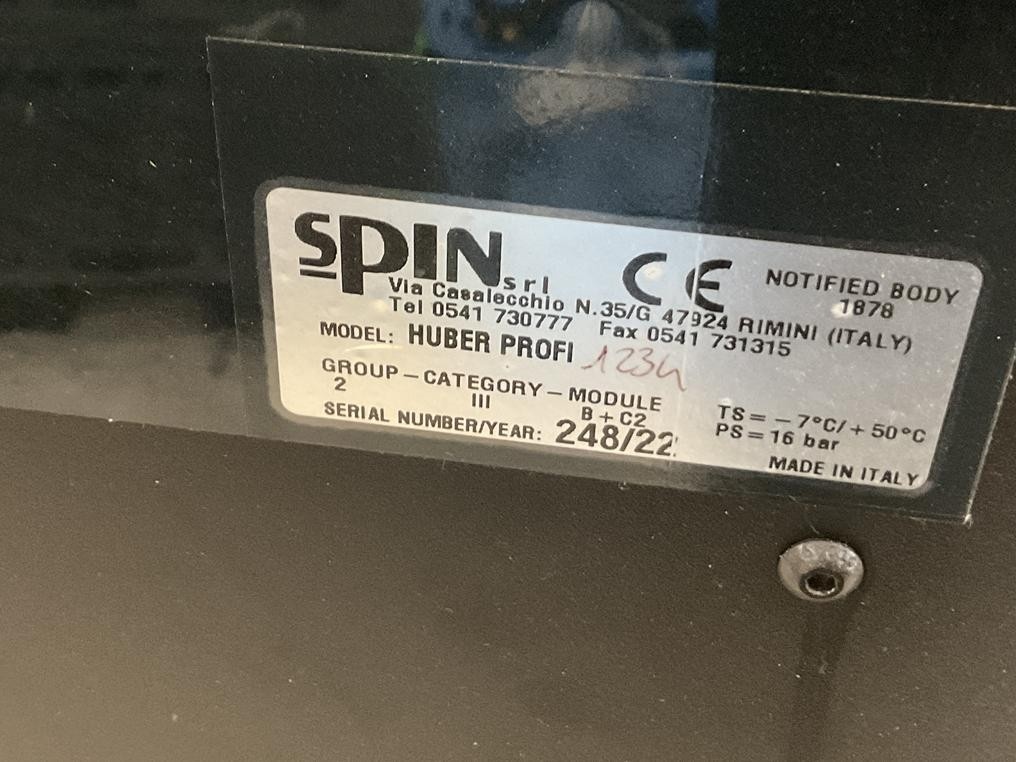 SPIN srl
CE NOTIFIED BODY
1878
Via Casalecchio N.35/G 47924 RIMINI (ITALY)
Tel 0541 730777 Fax 0541 731315
MODEL: HUBER PROFI 1234
GROUP – CATEGORY – MODULE
2 III B + C2
SERIAL NUMBER/YEAR: 248/22
TS = – 7°C/ + 50°C
PS = 16 bar
MADE IN ITALY